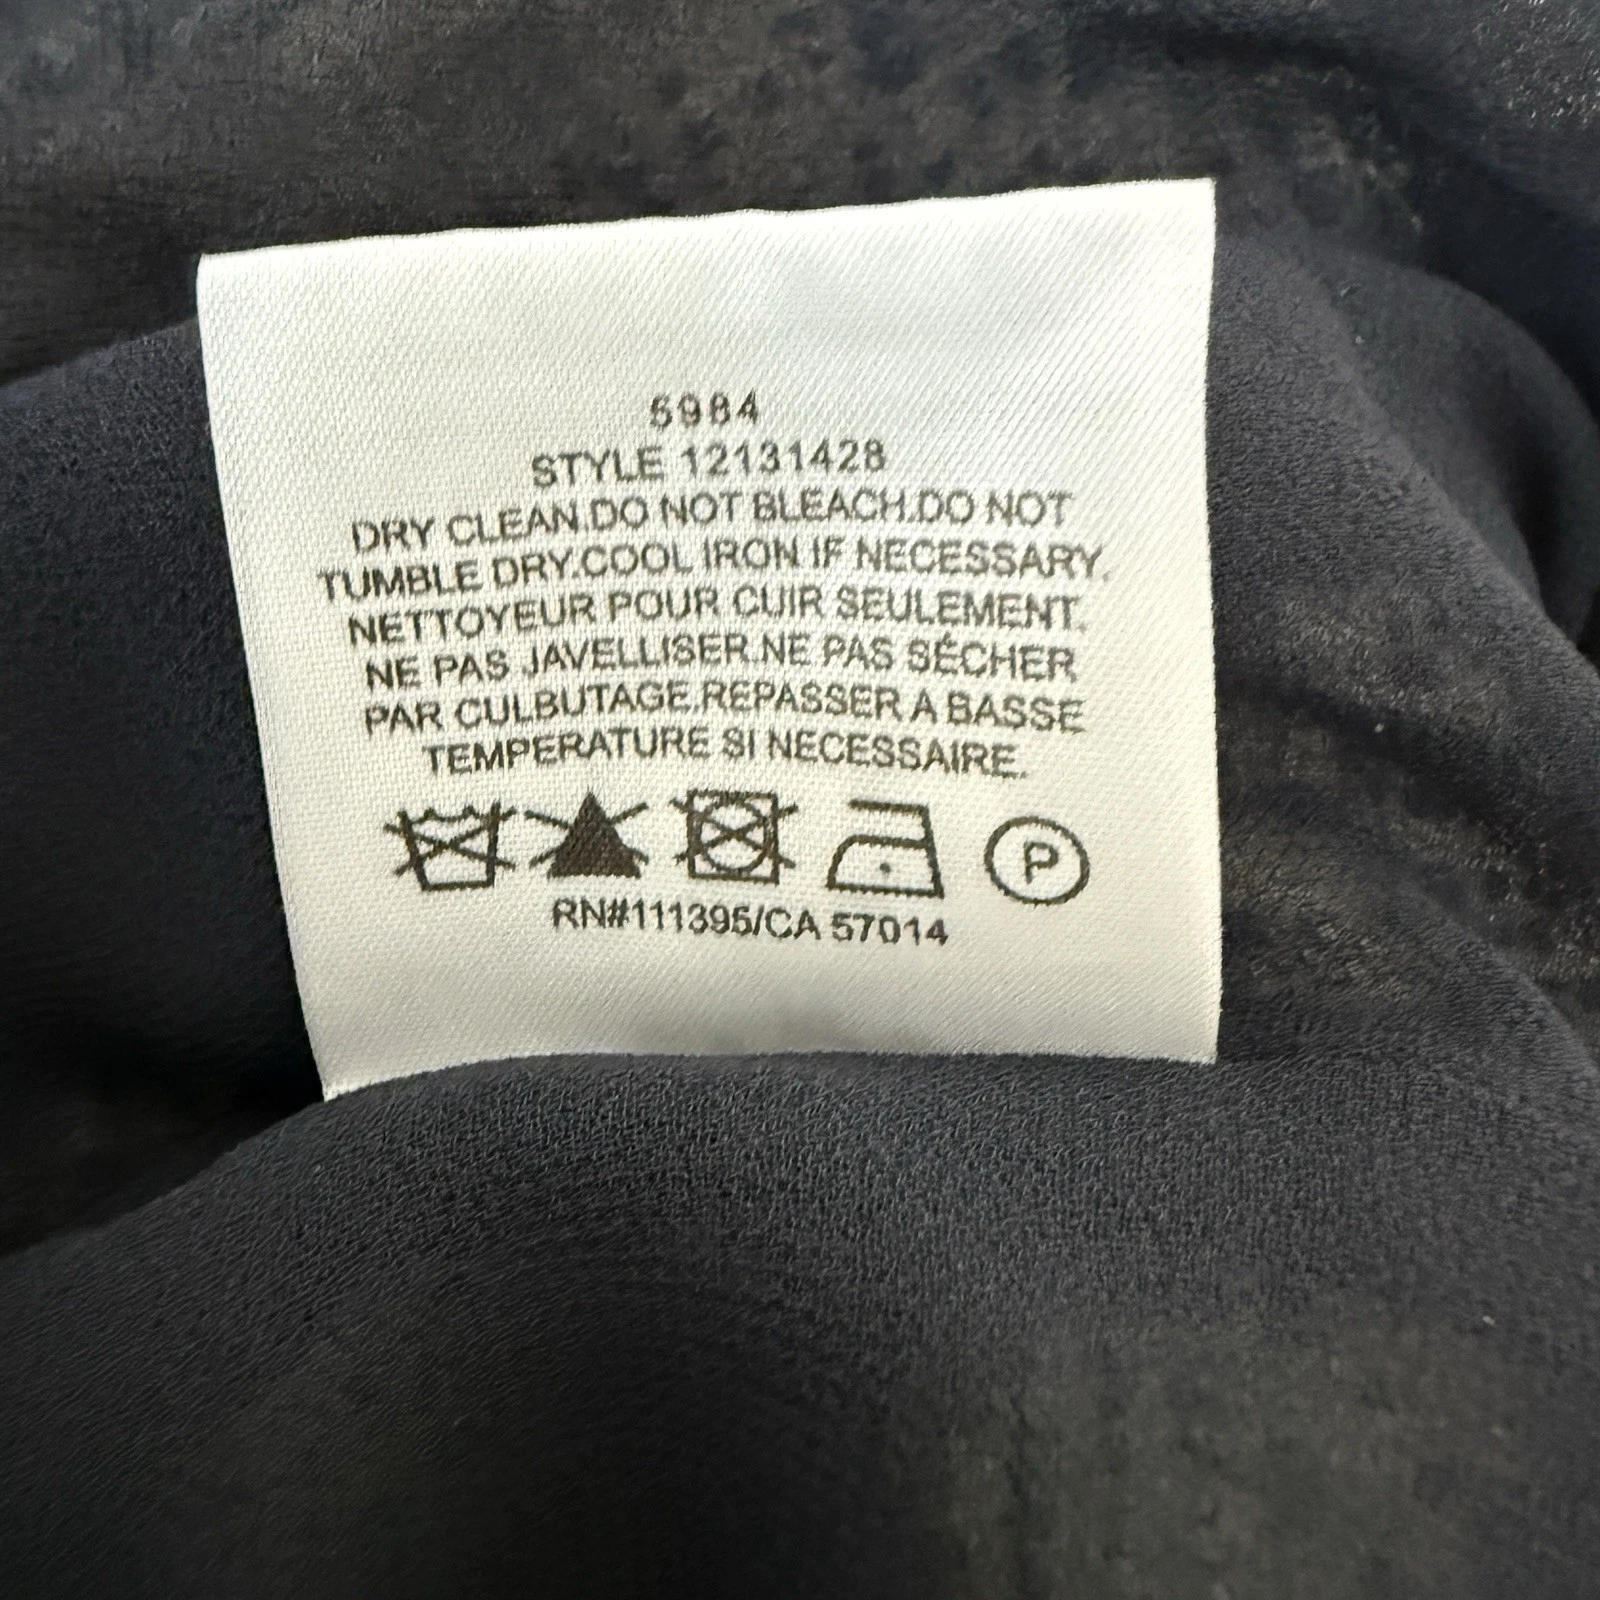 5984
STYLE 12131428
DRY CLEAN.DO NOT BLEACH.DO NOT
TUMBLE DRY.COOL IRON IF NECESSARY.
NETTOYEUR POUR CUIR SEULEMENT.
NE PAS JAVELLISER.NE PAS SÉCHER
PAR CULBUTAGE.REPASSER A BASSE
TEMPERATURE SI NECESSAIRE.
P
RN#111395/CA 57014